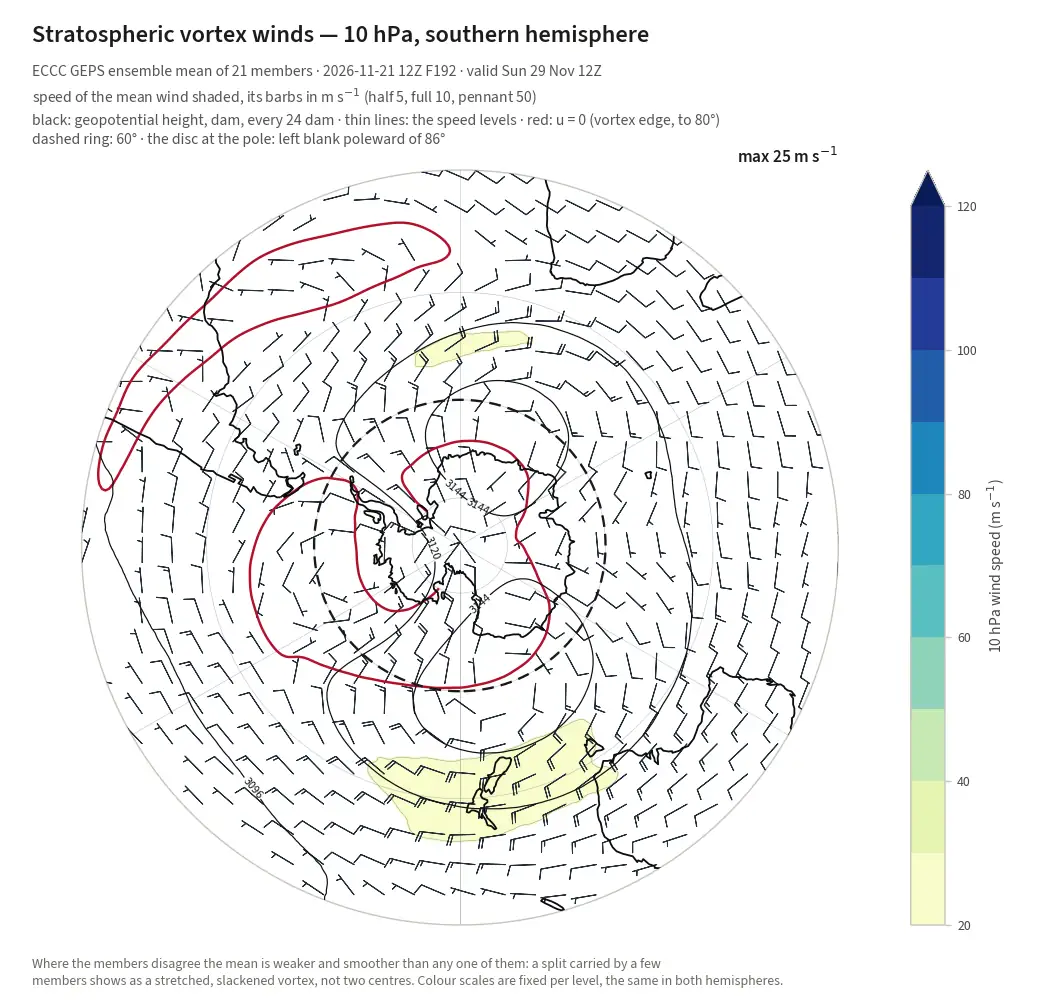 Stratospheric vortex winds — 10 hPa, southern hemisphere
ECCC GEPS ensemble mean of 21 members · 2026-11-21 12Z F192 · valid Sun 29 Nov 12Z
speed of the mean wind shaded, its barbs in m s⁻¹ (half 5, full 10, pennant 50)
black: geopotential height, dam, every 24 dam · thin lines: the speed levels · red: u = 0 (vortex edge, to 80°)
dashed ring: 60° · the disc at the pole: left blank poleward of 86°
max 25 m s⁻¹
120
100
80
60
40
20
10 hPa wind speed (m s⁻¹)
3144
3144
3120
3144
3096
Where the members disagree the mean is weaker and smoother than any one of them: a split carried by a few
members shows as a stretched, slackened vortex, not two centres. Colour scales are fixed per level, the same in both hemispheres.